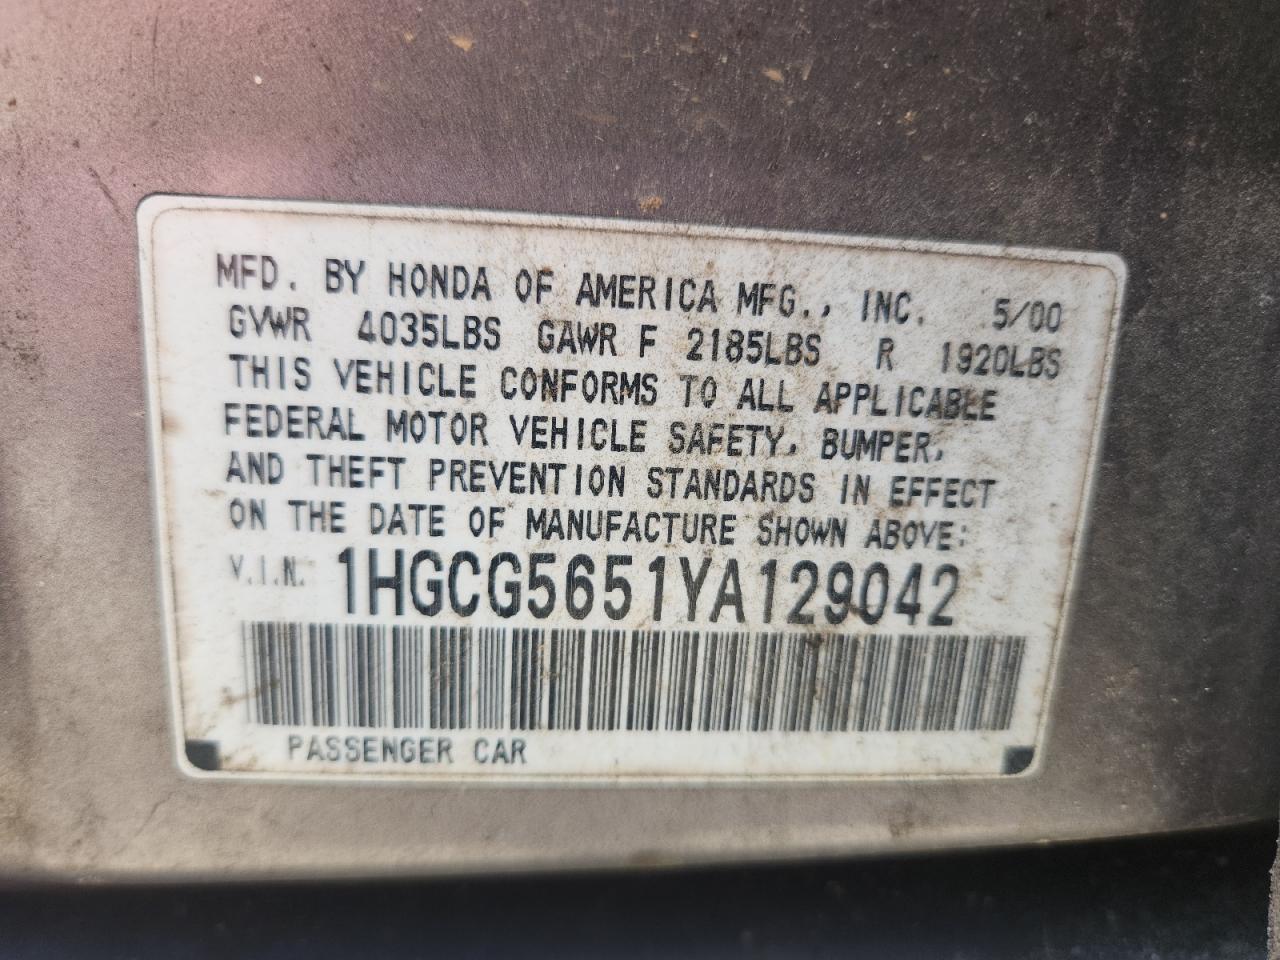 MFD. BY HONDA OF AMERICA MFG., INC. 5/00
GVWR 4035LBS GAWR F 2185LBS R 1920LBS
THIS VEHICLE CONFORMS TO ALL APPLICABLE
FEDERAL MOTOR VEHICLE SAFETY, BUMPER,
AND THEFT PREVENTION STANDARDS IN EFFECT
ON THE DATE OF MANUFACTURE SHOWN ABOVE:
V.I.N. 1HGCG5651YA129042
PASSENGER CAR